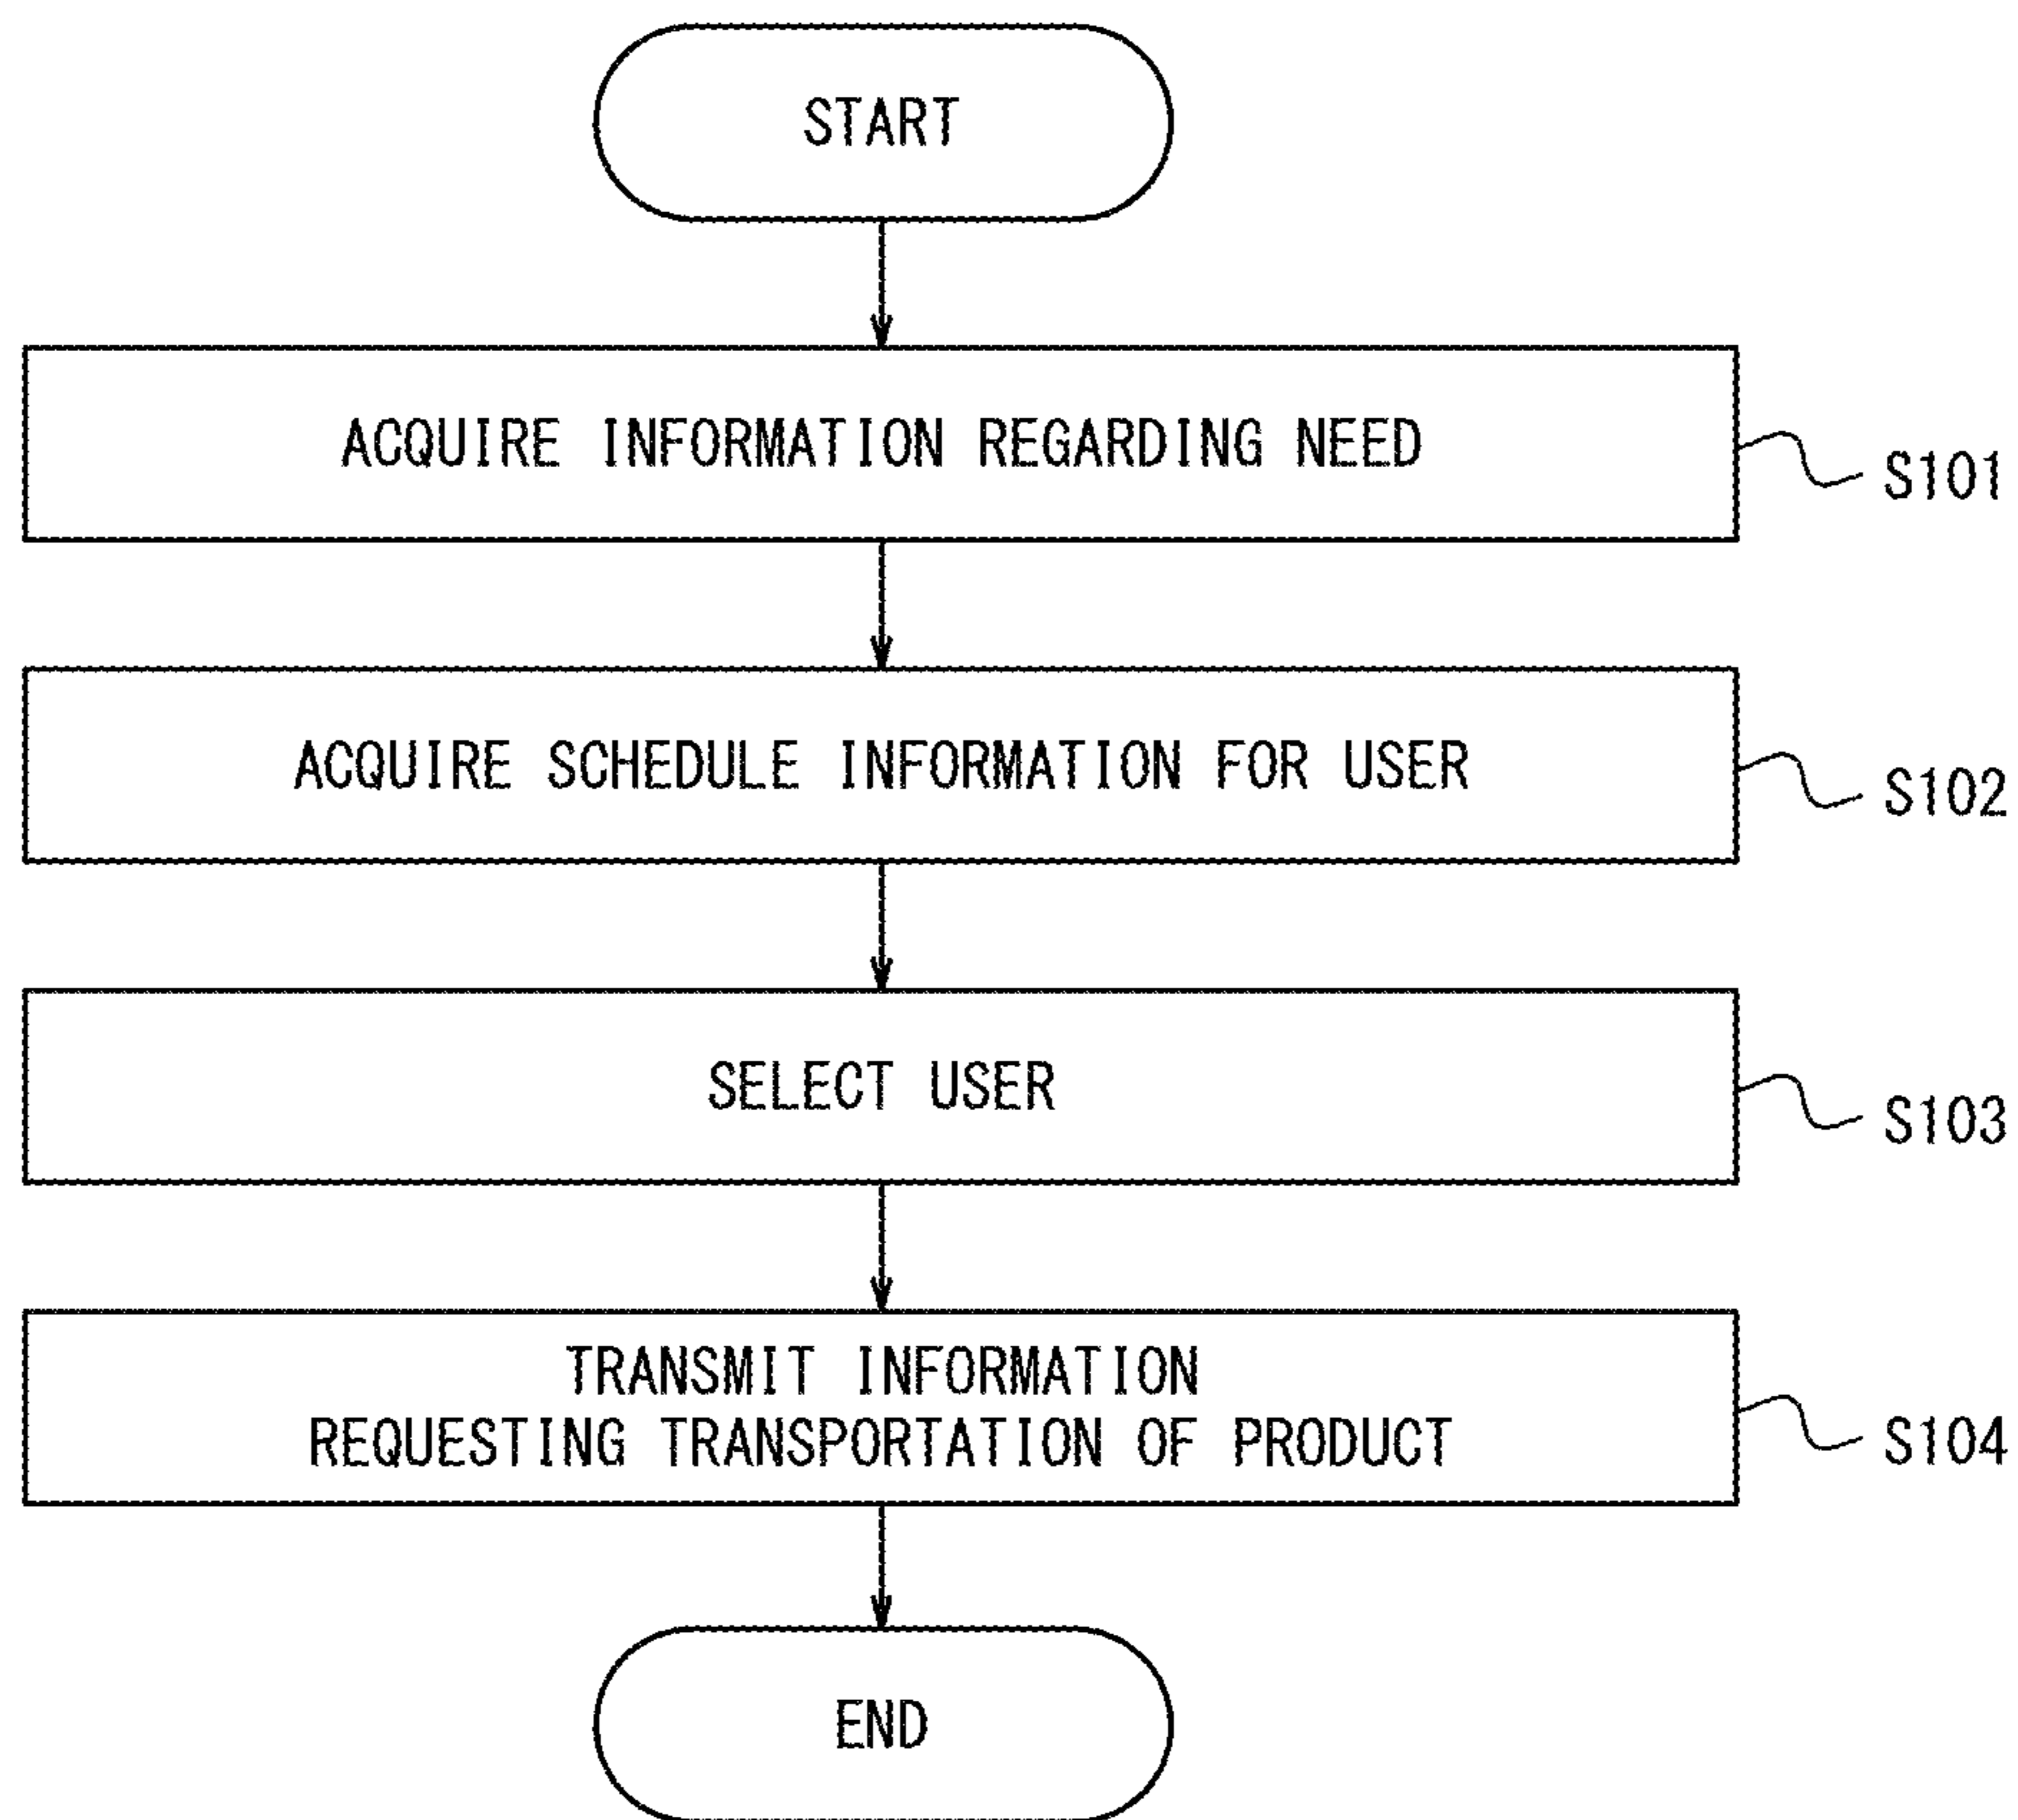 START
ACQUIRE INFORMATION REGARDING NEED
S101
ACQUIRE SCHEDULE INFORMATION FOR USER
S102
SELECT USER
S103
TRANSMIT INFORMATION
REQUESTING TRANSPORTATION OF PRODUCT
S104
END